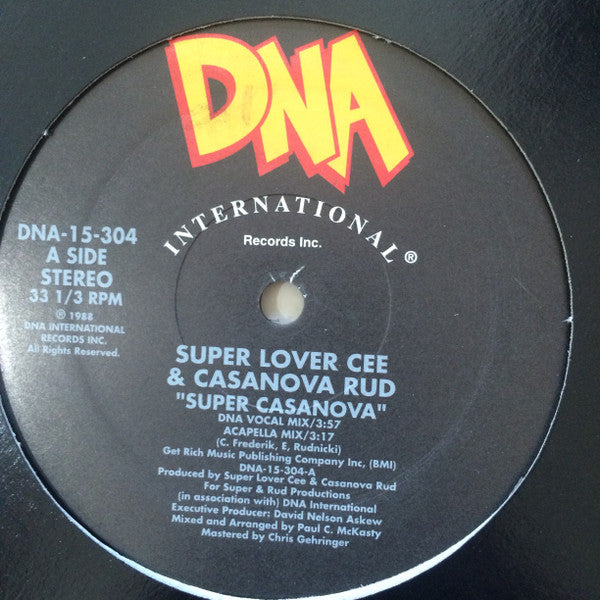 DNA
INTERNATIONAL®
Records Inc.
DNA-15-304
A SIDE
STEREO
33 1/3 RPM
℗ 1988
DNA INTERNATIONAL
RECORDS INC.
All Rights Reserved.
SUPER LOVER CEE
& CASANOVA RUD
"SUPER CASANOVA"
DNA VOCAL MIX/3:57
ACAPELLA MIX/3:17
(C. Frederik, E, Rudnicki)
Get Rich Music Publishing Company Inc, (BMI)
DNA-15-304-A
Produced by Super Lover Cee & Casanova Rud
For Super & Rud Productions
(in association with) DNA International
Executive Producer: David Nelson Askew
Mixed and Arranged by Paul C. McKasty
Mastered by Chris Gehringer